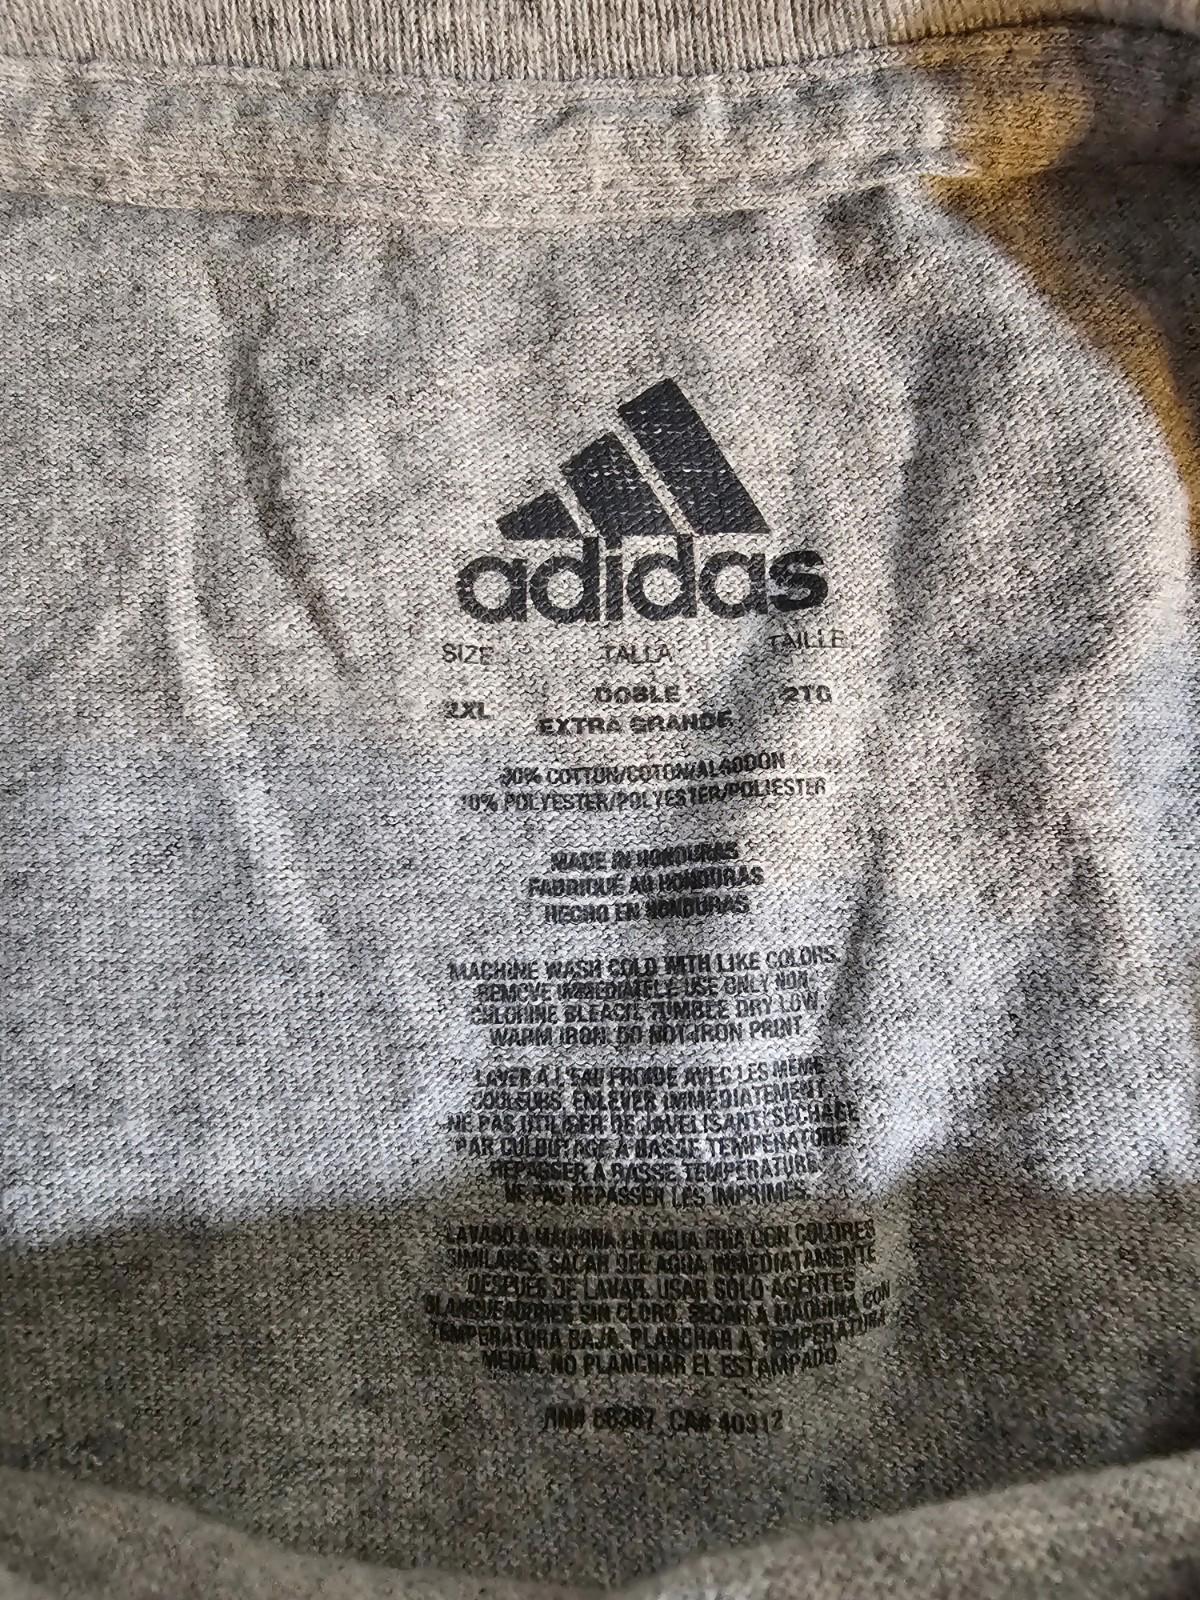 adidas
SIZE TALLA TAILLE
2XL DOBLE EXTRA GRANDE 2TG
90% COTTON/COTON/ALGODON
10% POLYESTER/POLYESTER/POLIESTER
MADE IN HONDURAS
FABRIQUÉ AU HONDURAS
HECHO EN HONDURAS
MACHINE WASH COLD WITH LIKE COLORS.
REMOVE IMMEDIATELY. USE ONLY NON-
CHLORINE BLEACH. TUMBLE DRY LOW.
WARM IRON. DO NOT IRON PRINT.
LAVER À L'EAU FROIDE AVEC LES MÊME
COULEURS. ENLEVER IMMEDIATEMENT.
NE PAS UTILISER DE JAVELISANT. SÉCHAGE
PAR CULBUTAGE À BASSE TEMPÉRATURE.
REPASSER À BASSE TEMPÉRATURE.
NE PAS REPASSER LES IMPRIMES.
LAVADO A MAQUINA EN AGUA FRIA CON COLORES
SIMILARES. SACAR DEL AGUA INMEDIATAMENTE
DESPUES DE LAVAR. USAR SOLO AGENTES
BLANQUEADORES SIN CLORO. SECAR A MAQUINA CON
TEMPERATURA BAJA. PLANCHAR A TEMPERATURA
MEDIA. NO PLANCHAR EL ESTAMPADO.
RN# 88387 CA# 40312